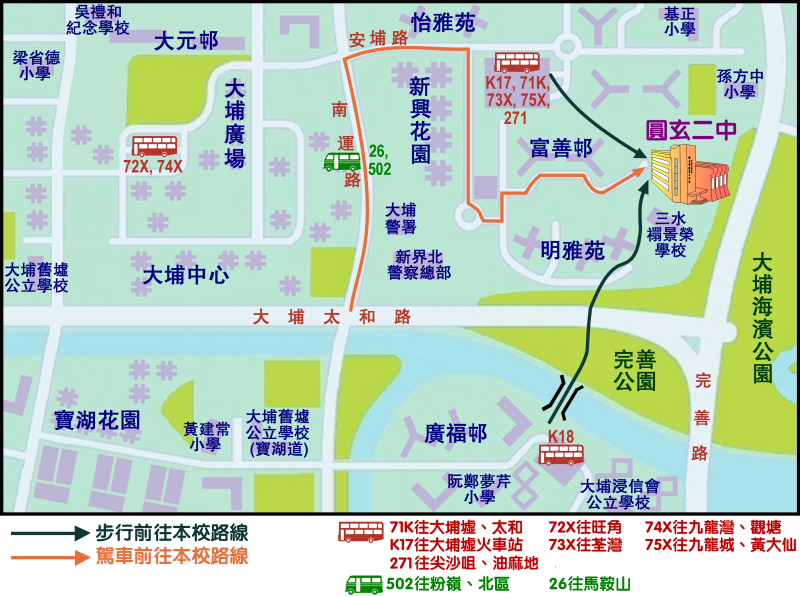 吳禮和
紀念學校
大元邨
梁省德
小學
大埔廣場
72X, 74X
安埔路
怡雅苑
基正
小學
孫方中
小學
K17, 71K,
73X, 75X,
271
圓玄二中
新興花園
富善邨
南運路
26,
502
大埔
警署
新界北
警察總部
明雅苑
三水
禤景榮
學校
大埔舊墟
公立學校
大埔中心
大埔太和路
大埔海濱公園
完善
公園
完善路
寶湖花園
黃建常
小學
大埔舊墟
公立學校
(寶湖道)
廣福邨
K18
阮鄭夢芹
小學
大埔浸信會
公立學校
步行前往本校路線
駕車前往本校路線
71K往大埔墟、太和 72X往旺角 74X往九龍灣、觀塘
K17往大埔墟火車站 73X往荃灣 75X往九龍城、黃大仙
271往尖沙咀、油麻地
502往粉嶺、北區 26往馬鞍山